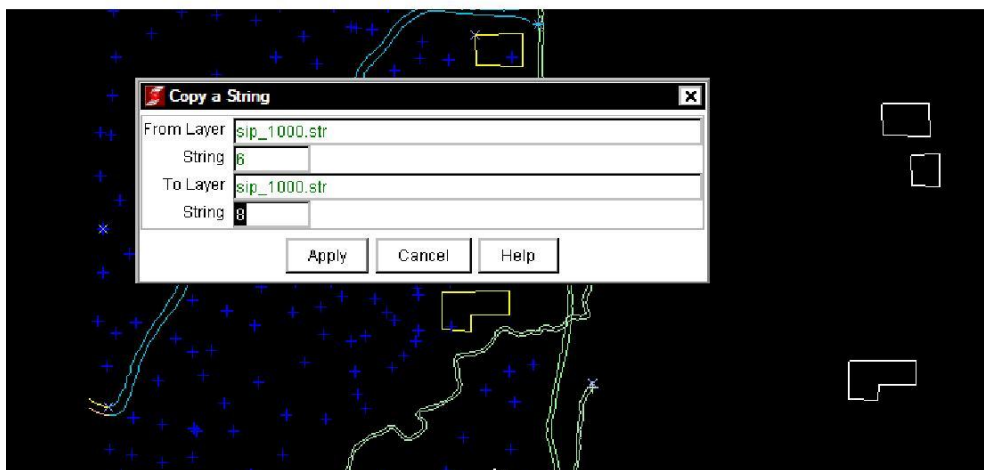 Copy a String
From Layer sip_1000.str
String 6
To Layer sip_1000.str
String 8
Apply Cancel Help